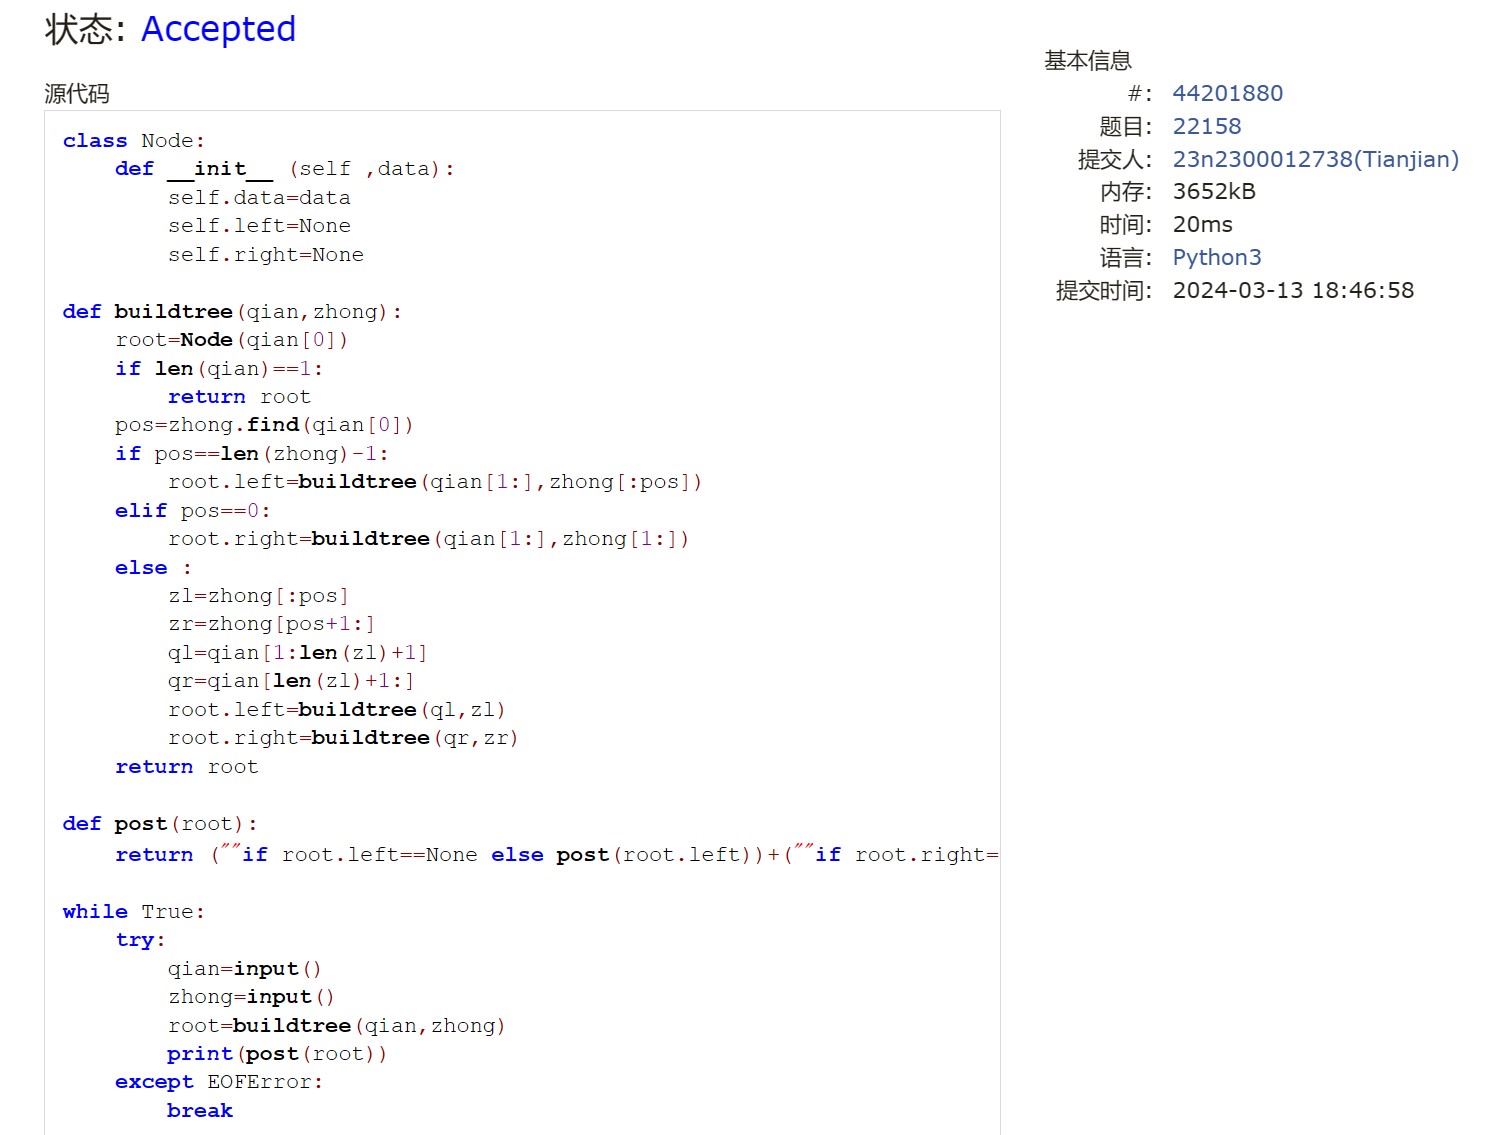 状态: Accepted
源代码
class Node:
    def __init__ (self ,data):
        self.data=data
        self.left=None
        self.right=None

def buildtree(qian,zhong):
    root=Node(qian[0])
    if len(qian)==1:
        return root
    pos=zhong.find(qian[0])
    if pos==len(zhong)-1:
        root.left=buildtree(qian[1:],zhong[:pos])
    elif pos==0:
        root.right=buildtree(qian[1:],zhong[1:])
    else :
        zl=zhong[:pos]
        zr=zhong[pos+1:]
        ql=qian[1:len(zl)+1]
        qr=qian[len(zl)+1:]
        root.left=buildtree(ql,zl)
        root.right=buildtree(qr,zr)
    return root

def post(root):
    return (""if root.left==None else post(root.left))+(""if root.right=

while True:
    try:
        qian=input()
        zhong=input()
        root=buildtree(qian,zhong)
        print(post(root))
    except EOFError:
        break
基本信息
#: 44201880
题目: 22158
提交人: 23n2300012738(Tianjian)
内存: 3652kB
时间: 20ms
语言: Python3
提交时间: 2024-03-13 18:46:58